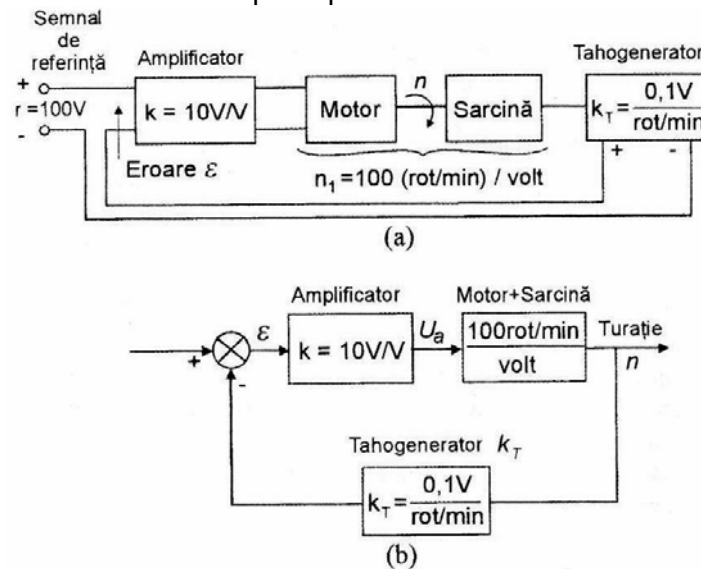 Semnal
de
referință
Amplificator
Tahogenerator
+
r =100V
-
k = 10V/V
Motor
n
Sarcină
k_T = 0,1V / rot/min
Eroare ε
+ -
n₁ =100 (rot/min) / volt
(a)
Amplificator
Motor+Sarcină
+
-
ε
k = 10V/V
U_a
100rot/min
volt
Turație
n
Tahogenerator k_T
k_T = 0,1V / rot/min
(b)